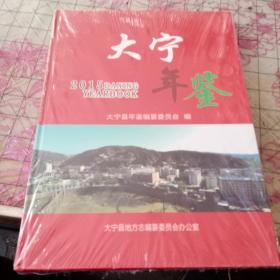 大宁
2015 DANING
YEARBOOK
年鉴
大宁县年鉴编纂委员会 编
大宁县地方志编纂委员会办公室